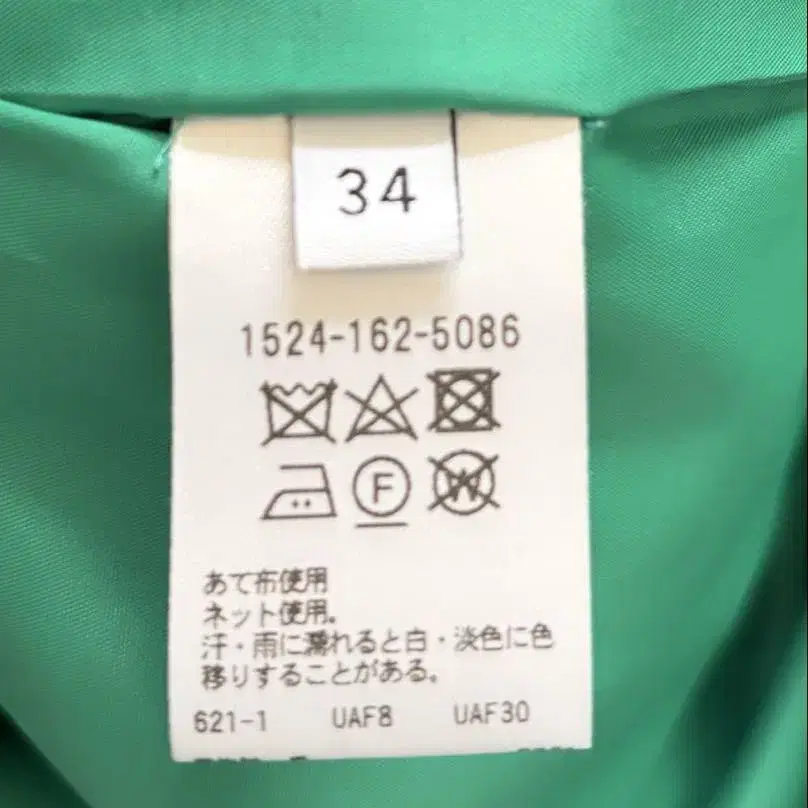 34
1524-162-5086
F
W
あて布使用
ネット使用。
汗・雨に濡れると白・淡色に色
移りすることがある。
621-1 UAF8 UAF30